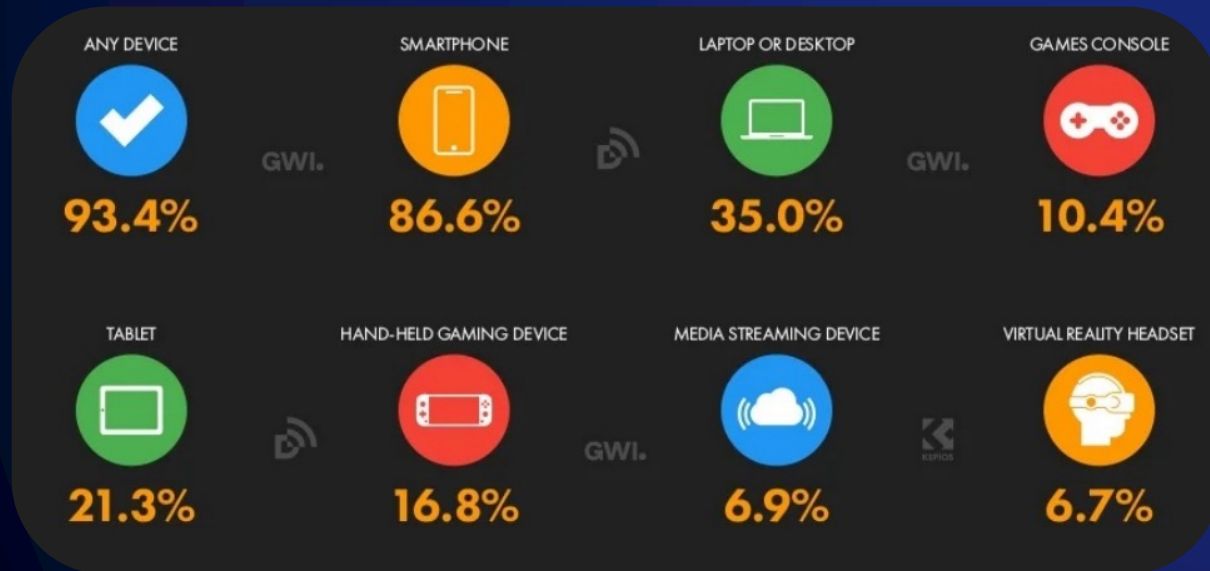 ANY DEVICE
SMARTPHONE
LAPTOP OR DESKTOP
GAMES CONSOLE
GWI.
GWI.
93.4%
86.6%
35.0%
10.4%
TABLET
HAND-HELD GAMING DEVICE
MEDIA STREAMING DEVICE
VIRTUAL REALITY HEADSET
GWI.
KEPIOS
21.3%
16.8%
6.9%
6.7%